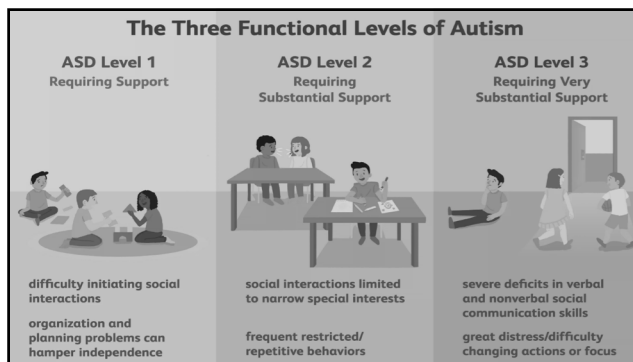 The Three Functional Levels of Autism
ASD Level 1
Requiring Support
difficulty initiating social
interactions
organization and
planning problems can
hamper independence
ASD Level 2
Requiring
Substantial Support
social interactions limited
to narrow special interests
frequent restricted/
repetitive behaviors
ASD Level 3
Requiring Very
Substantial Support
severe deficits in verbal
and nonverbal social
communication skills
great distress/difficulty
changing actions or focus